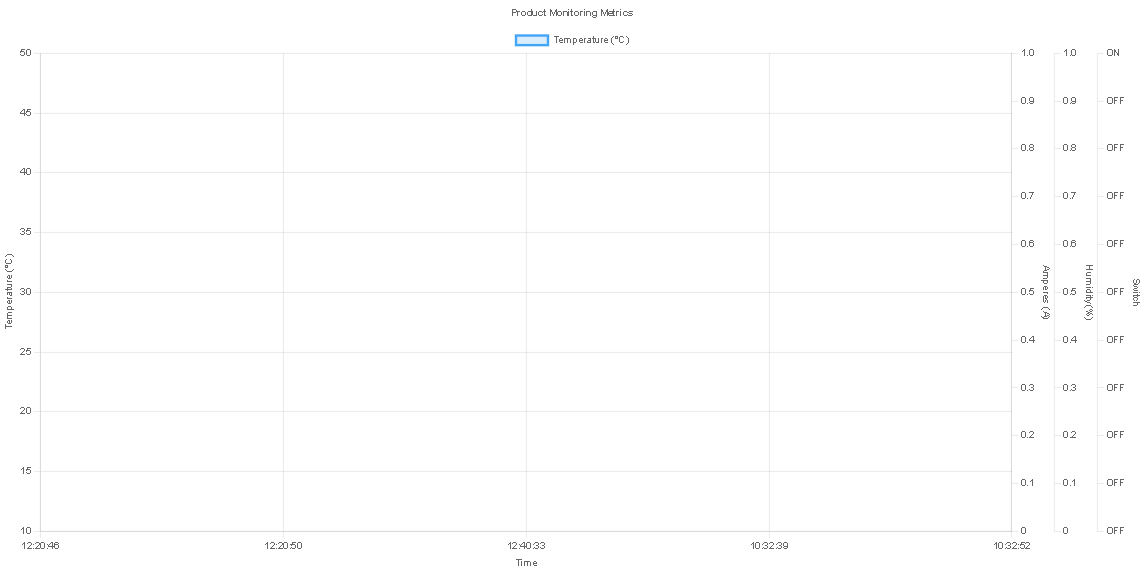 Product Monitoring Metrics
Temperature (°C)
50 1.0 1.0 ON
45 0.9 0.9 OFF
40 0.8 0.8 OFF
35 0.7 0.7 OFF
30 0.6 0.6 OFF
25 0.5 0.5 OFF
20 0.4 0.4 OFF
15 0.3 0.3 OFF
10 0.2 0.2 OFF
0.1 0.1 OFF
0 0 OFF
Temperature (°C)
Amperes (A)
Humidity (%)
Switch
12:20:46 12:20:50 12:40:33 10:32:39 10:32:52
Time